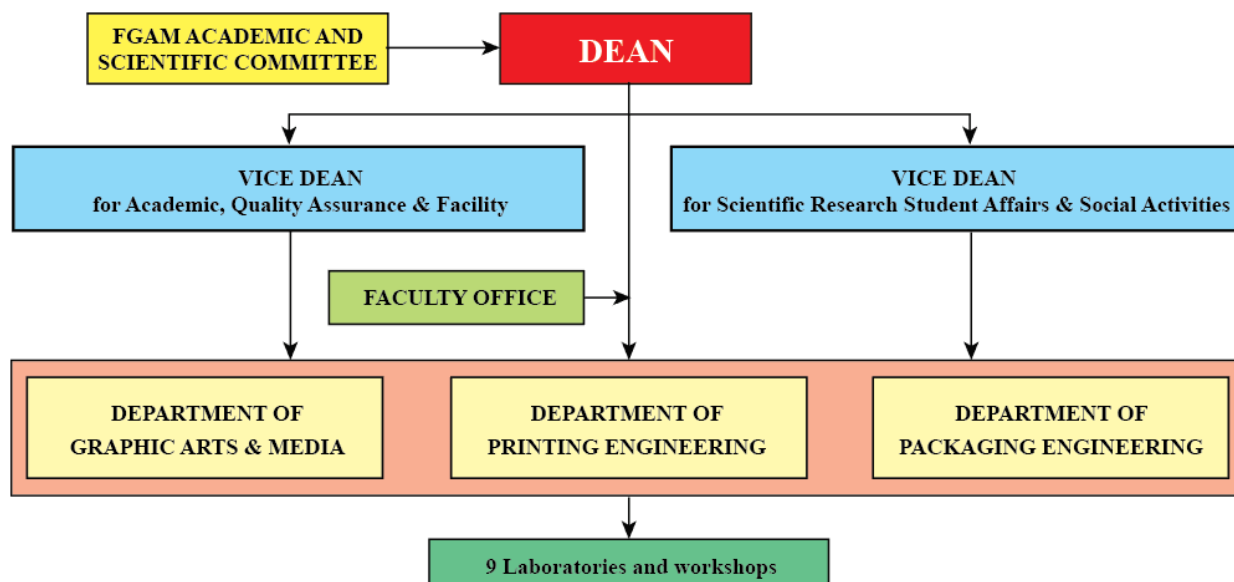 FGAM ACADEMIC AND
SCIENTIFIC COMMITTEE
DEAN
VICE DEAN
for Academic, Quality Assurance & Facility
VICE DEAN
for Scientific Research Student Affairs & Social Activities
FACULTY OFFICE
DEPARTMENT OF
GRAPHIC ARTS & MEDIA
DEPARTMENT OF
PRINTING ENGINEERING
DEPARTMENT OF
PACKAGING ENGINEERING
9 Laboratories and workshops